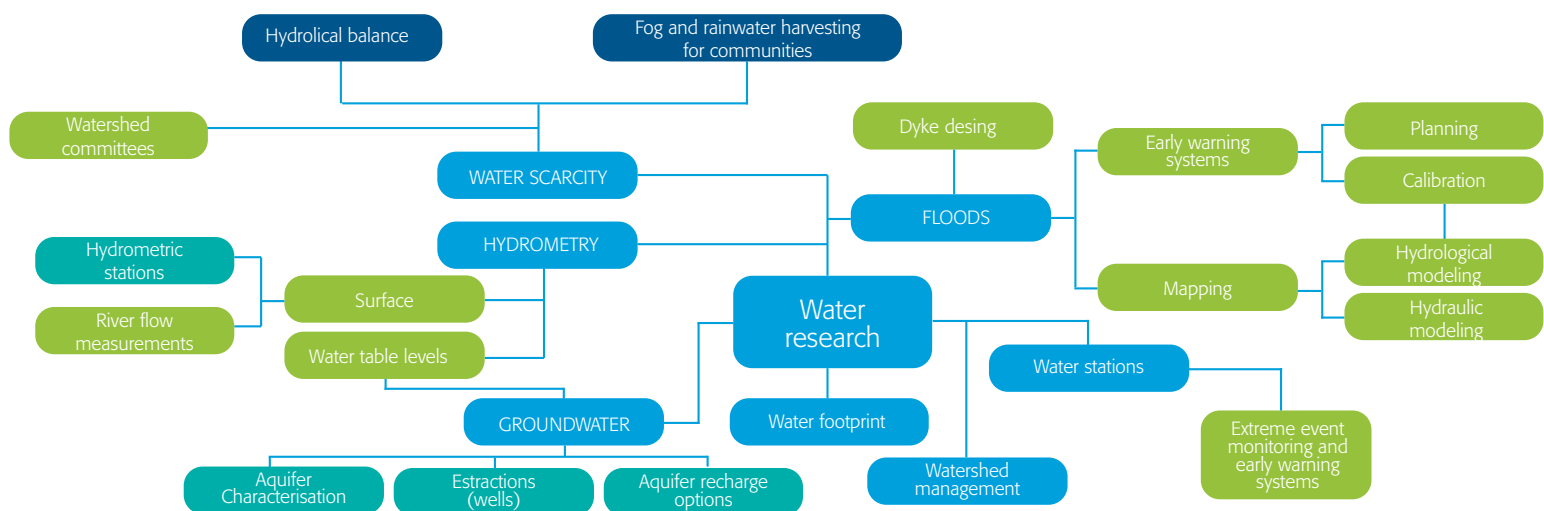 Hydrolical balance
Fog and rainwater harvesting
for communities
Watershed
committees
Dyke desing
Early warning
systems
Planning
WATER SCARCITY
Calibration
FLOODS
HYDROMETRY
Hydrometric
stations
Hydrological
modeling
Surface
Mapping
Water
research
River flow
measurements
Hydraulic
modeling
Water table levels
Water stations
GROUNDWATER
Water footprint
Extreme event
monitoring and
early warning
systems
Watershed
management
Aquifer
Characterisation
Estractions
(wells)
Aquifer recharge
options